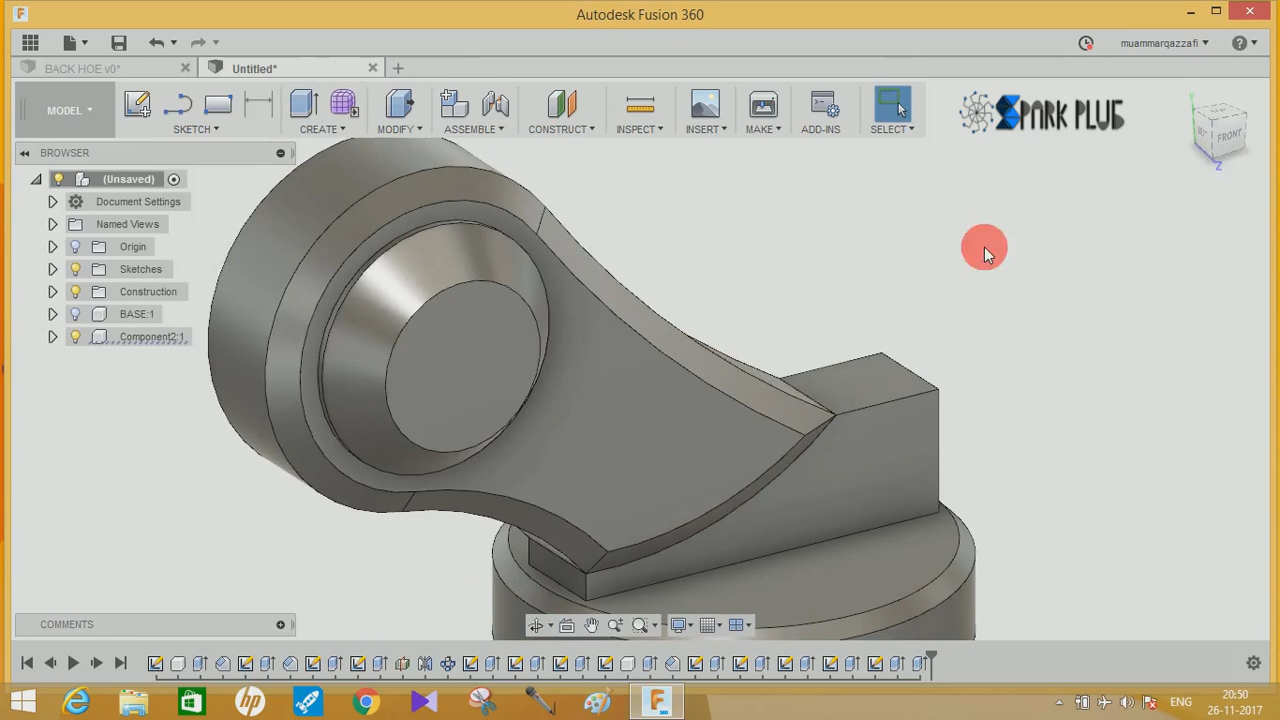 Autodesk Fusion 360
muammarqazzafi
BACK HOE v0*
Untitled*
MODEL
SKETCH
CREATE
MODIFY
ASSEMBLE
CONSTRUCT
INSPECT
INSERT
MAKE
ADD-INS
SELECT
SPARK PLUG
FRONT
Y
Z
BROWSER
(Unsaved)
Document Settings
Named Views
Origin
Sketches
Construction
BASE:1
Component2:1
COMMENTS
ENG
20:50
26-11-2017